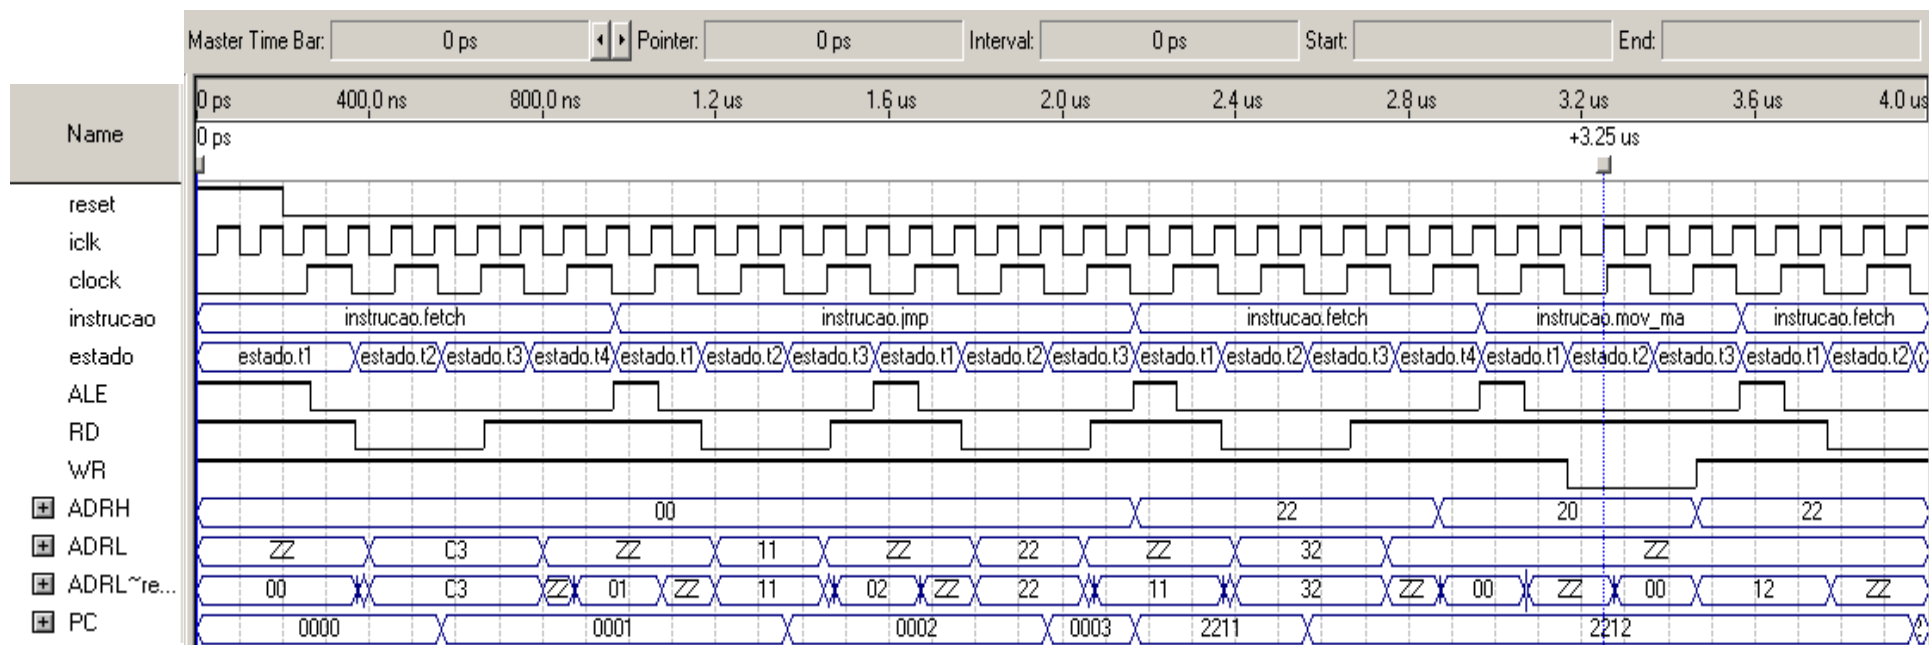 Master Time Bar: 0 ps Pointer: 0 ps Interval: 0 ps Start: End:
Name
0 ps 400.0 ns 800.0 ns 1.2 us 1.6 us 2.0 us 2.4 us 2.8 us 3.2 us 3.6 us 4.0 us
0 ps +3.25 us
reset
iclk
clock
instrucao instrucao.fetch instrucao.jmp instrucao.fetch instrucao.mov_ma instrucao.fetch
estado estado.t1 estado.t2 estado.t3 estado.t4 estado.t1 estado.t2 estado.t3 estado.t1 estado.t2 estado.t3 estado.t1 estado.t2 estado.t3 estado.t4 estado.t1 estado.t2 estado.t3 estado.t1 estado.t2
ALE
RD
WR
ADRH 00 22 20 22
ADRL ZZ C3 ZZ 11 ZZ 22 ZZ 32 ZZ
ADRL~re... 00 C3 ZZ 01 ZZ 11 02 ZZ 22 11 32 ZZ 00 ZZ 00 12 ZZ
PC 0000 0001 0002 0003 2211 2212